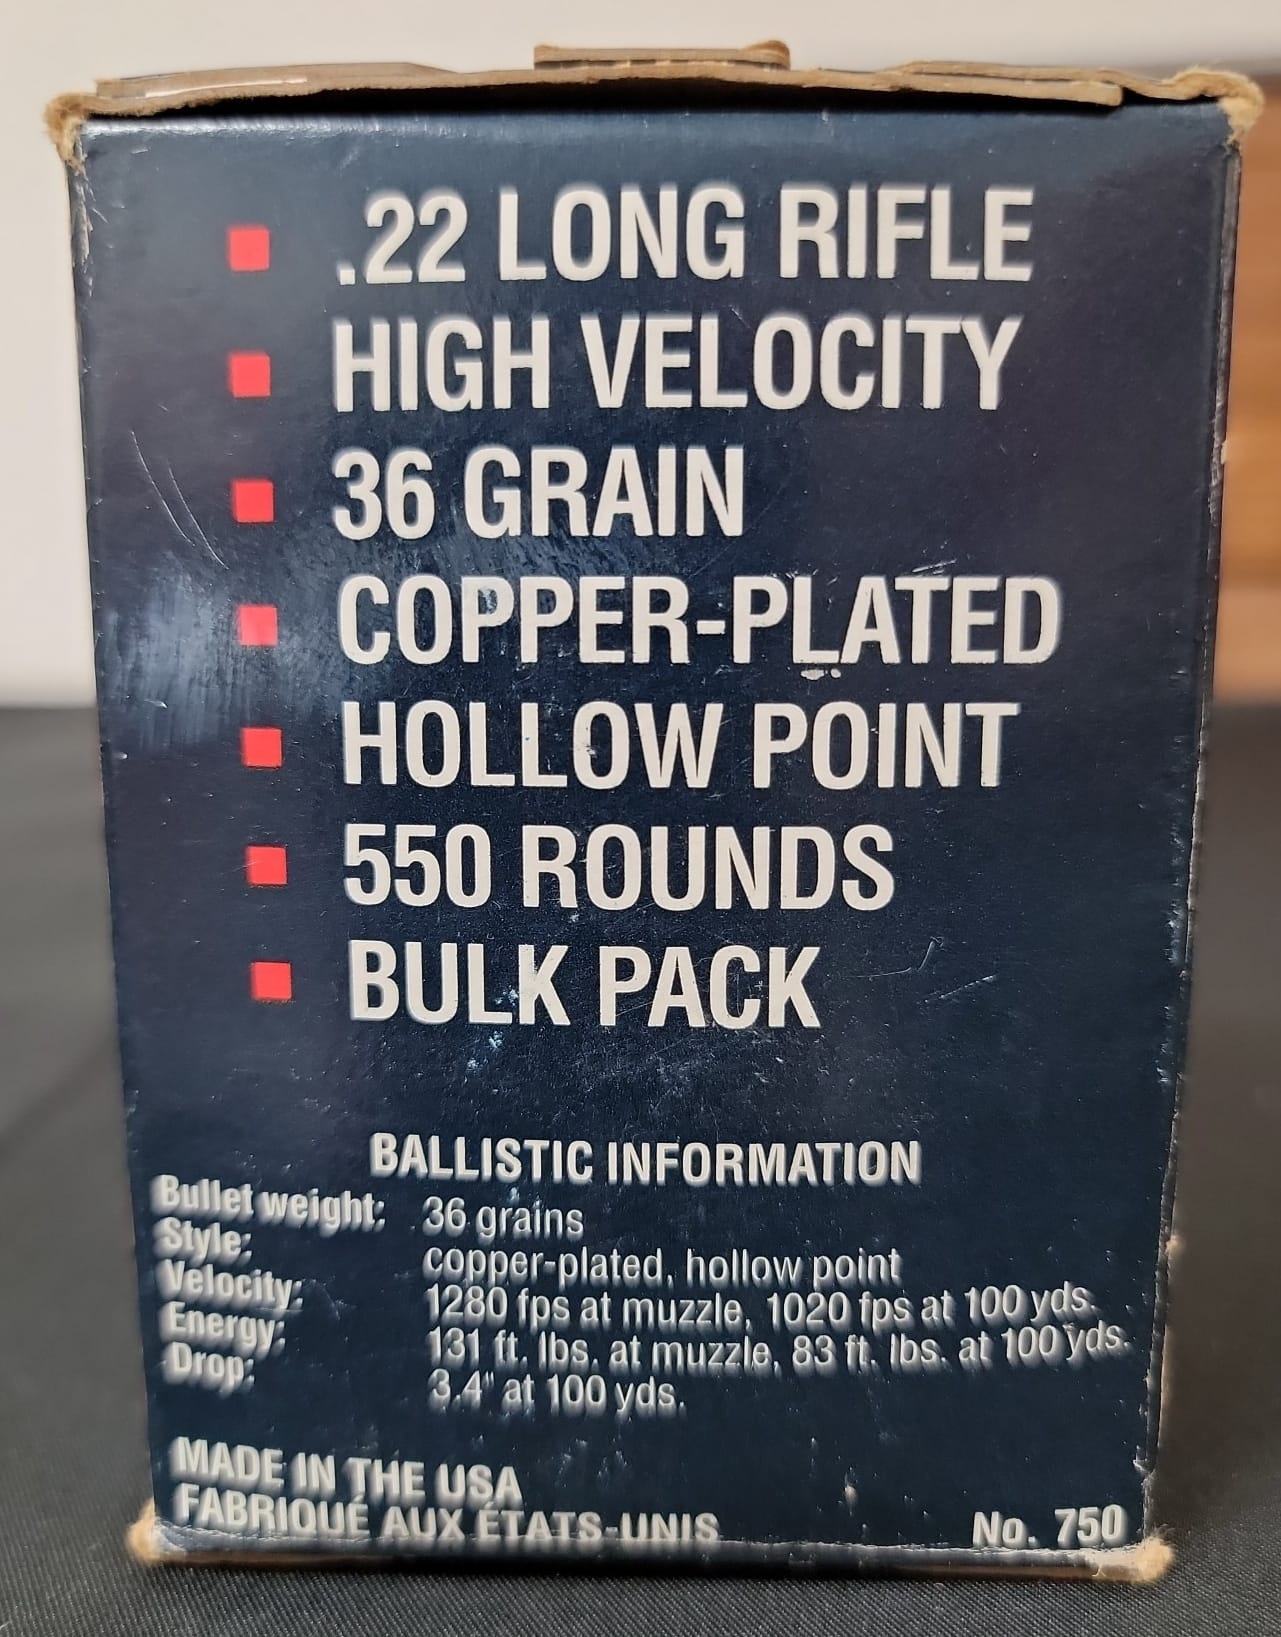 .22 LONG RIFLE
HIGH VELOCITY
36 GRAIN
COPPER-PLATED
HOLLOW POINT
550 ROUNDS
BULK PACK
BALLISTIC INFORMATION
Bullet weight: 36 grains
Style: copper-plated, hollow point
Velocity: 1280 fps at muzzle, 1020 fps at 100 yds.
Energy: 131 ft. lbs. at muzzle, 83 ft. lbs. at 100 yds.
Drop: 3.4" at 100 yds.
MADE IN THE USA
FABRIQUÉ AUX ÉTATS-UNIS
No. 750